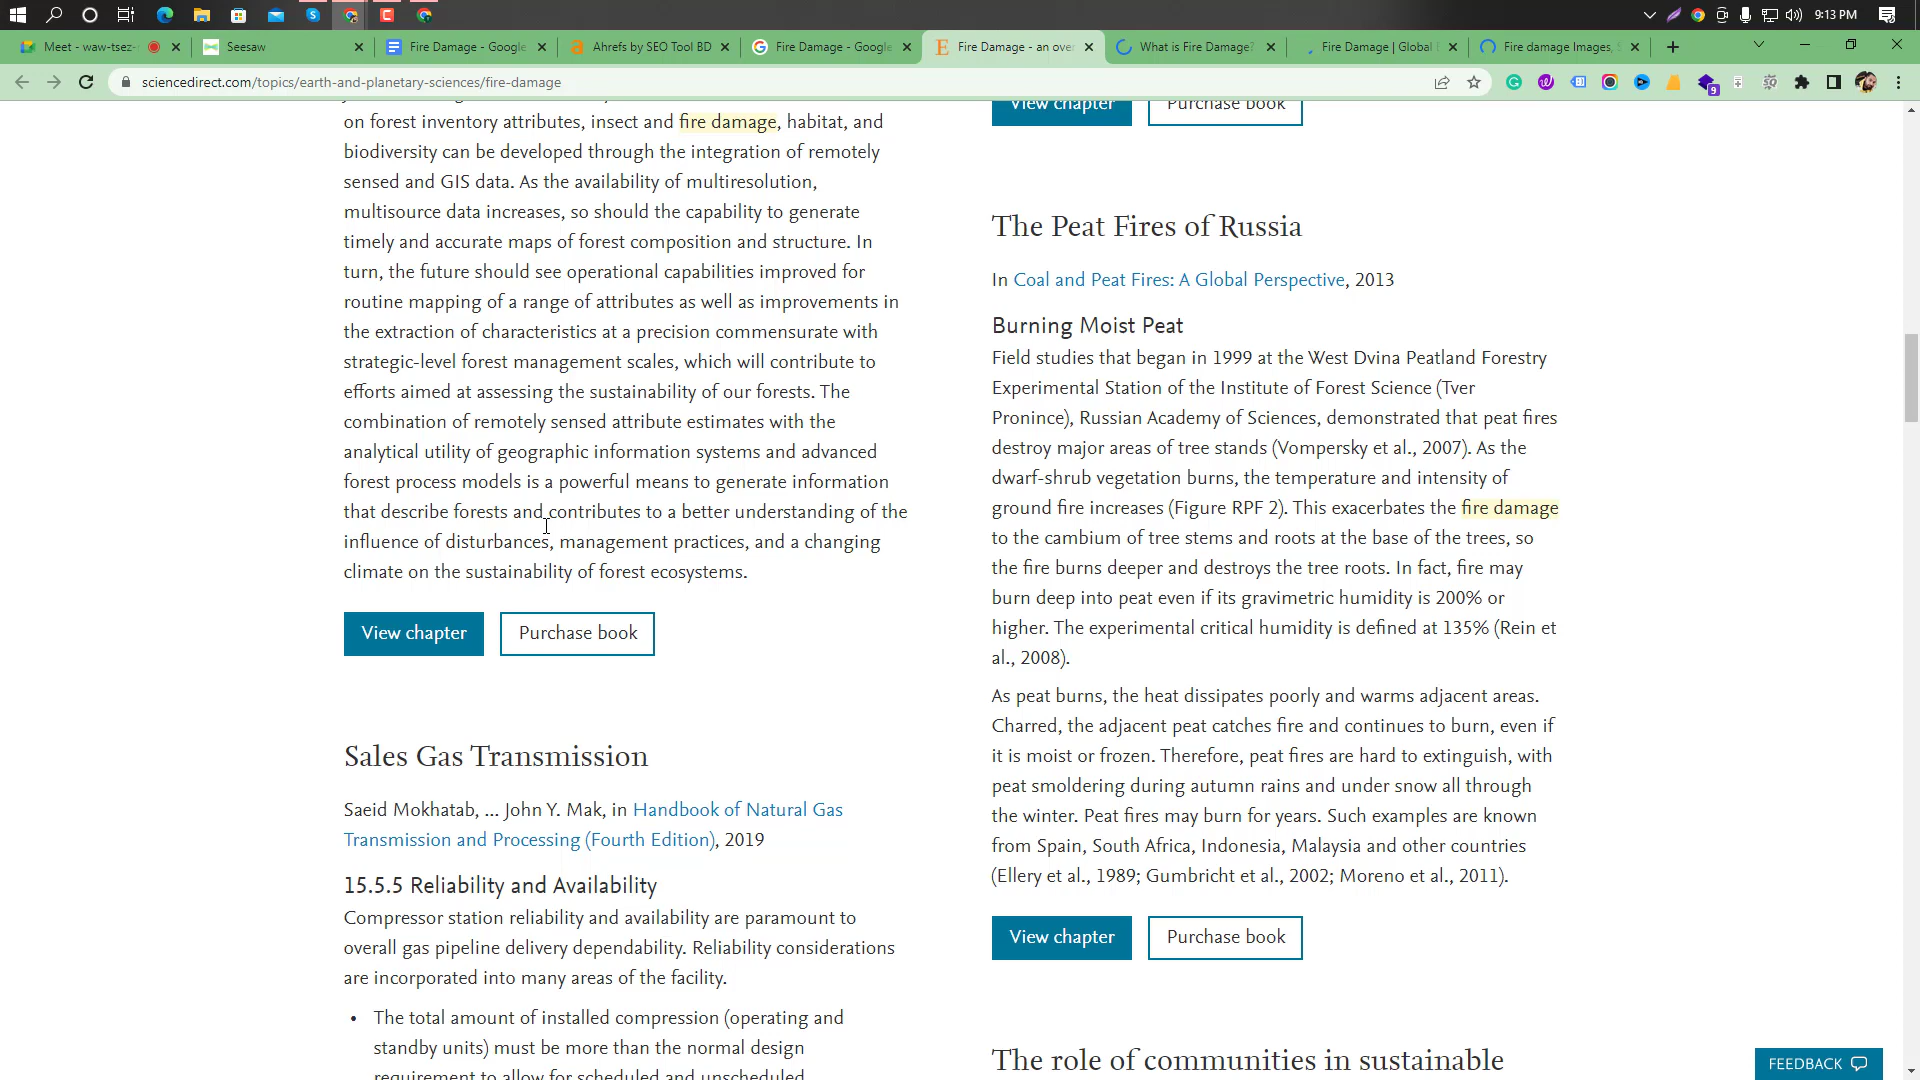 9:13 PM
Meet - waw-tsez-
Seesaw
Fire Damage - Google
Ahrefs by SEO Tool BD
Fire Damage - Google
Fire Damage - an over
What is Fire Damage?
Fire Damage | Global
Fire damage Images, S
sciencedirect.com/topics/earth-and-planetary-sciences/fire-damage
9
on forest inventory attributes, insect and fire damage, habitat, and
biodiversity can be developed through the integration of remotely
sensed and GIS data. As the availability of multiresolution,
multisource data increases, so should the capability to generate
timely and accurate maps of forest composition and structure. In
turn, the future should see operational capabilities improved for
routine mapping of a range of attributes as well as improvements in
the extraction of characteristics at a precision commensurate with
strategic-level forest management scales, which will contribute to
efforts aimed at assessing the sustainability of our forests. The
combination of remotely sensed attribute estimates with the
analytical utility of geographic information systems and advanced
forest process models is a powerful means to generate information
that describe forests and contributes to a better understanding of the
influence of disturbances, management practices, and a changing
climate on the sustainability of forest ecosystems.
View chapter
Purchase book
Sales Gas Transmission
Saeid Mokhatab, ... John Y. Mak, in Handbook of Natural Gas
Transmission and Processing (Fourth Edition), 2019
15.5.5 Reliability and Availability
Compressor station reliability and availability are paramount to
overall gas pipeline delivery dependability. Reliability considerations
are incorporated into many areas of the facility.
• The total amount of installed compression (operating and
standby units) must be more than the normal design
requirement to allow for scheduled and unscheduled
View chapter
Purchase book
The Peat Fires of Russia
In Coal and Peat Fires: A Global Perspective, 2013
Burning Moist Peat
Field studies that began in 1999 at the West Dvina Peatland Forestry
Experimental Station of the Institute of Forest Science (Tver
Pronince), Russian Academy of Sciences, demonstrated that peat fires
destroy major areas of tree stands (Vompersky et al., 2007). As the
dwarf-shrub vegetation burns, the temperature and intensity of
ground fire increases (Figure RPF 2). This exacerbates the fire damage
to the cambium of tree stems and roots at the base of the trees, so
the fire burns deeper and destroys the tree roots. In fact, fire may
burn deep into peat even if its gravimetric humidity is 200% or
higher. The experimental critical humidity is defined at 135% (Rein et
al., 2008).
As peat burns, the heat dissipates poorly and warms adjacent areas.
Charred, the adjacent peat catches fire and continues to burn, even if
it is moist or frozen. Therefore, peat fires are hard to extinguish, with
peat smoldering during autumn rains and under snow all through
the winter. Peat fires may burn for years. Such examples are known
from Spain, South Africa, Indonesia, Malaysia and other countries
(Ellery et al., 1989; Gumbricht et al., 2002; Moreno et al., 2011).
View chapter
Purchase book
The role of communities in sustainable
FEEDBACK